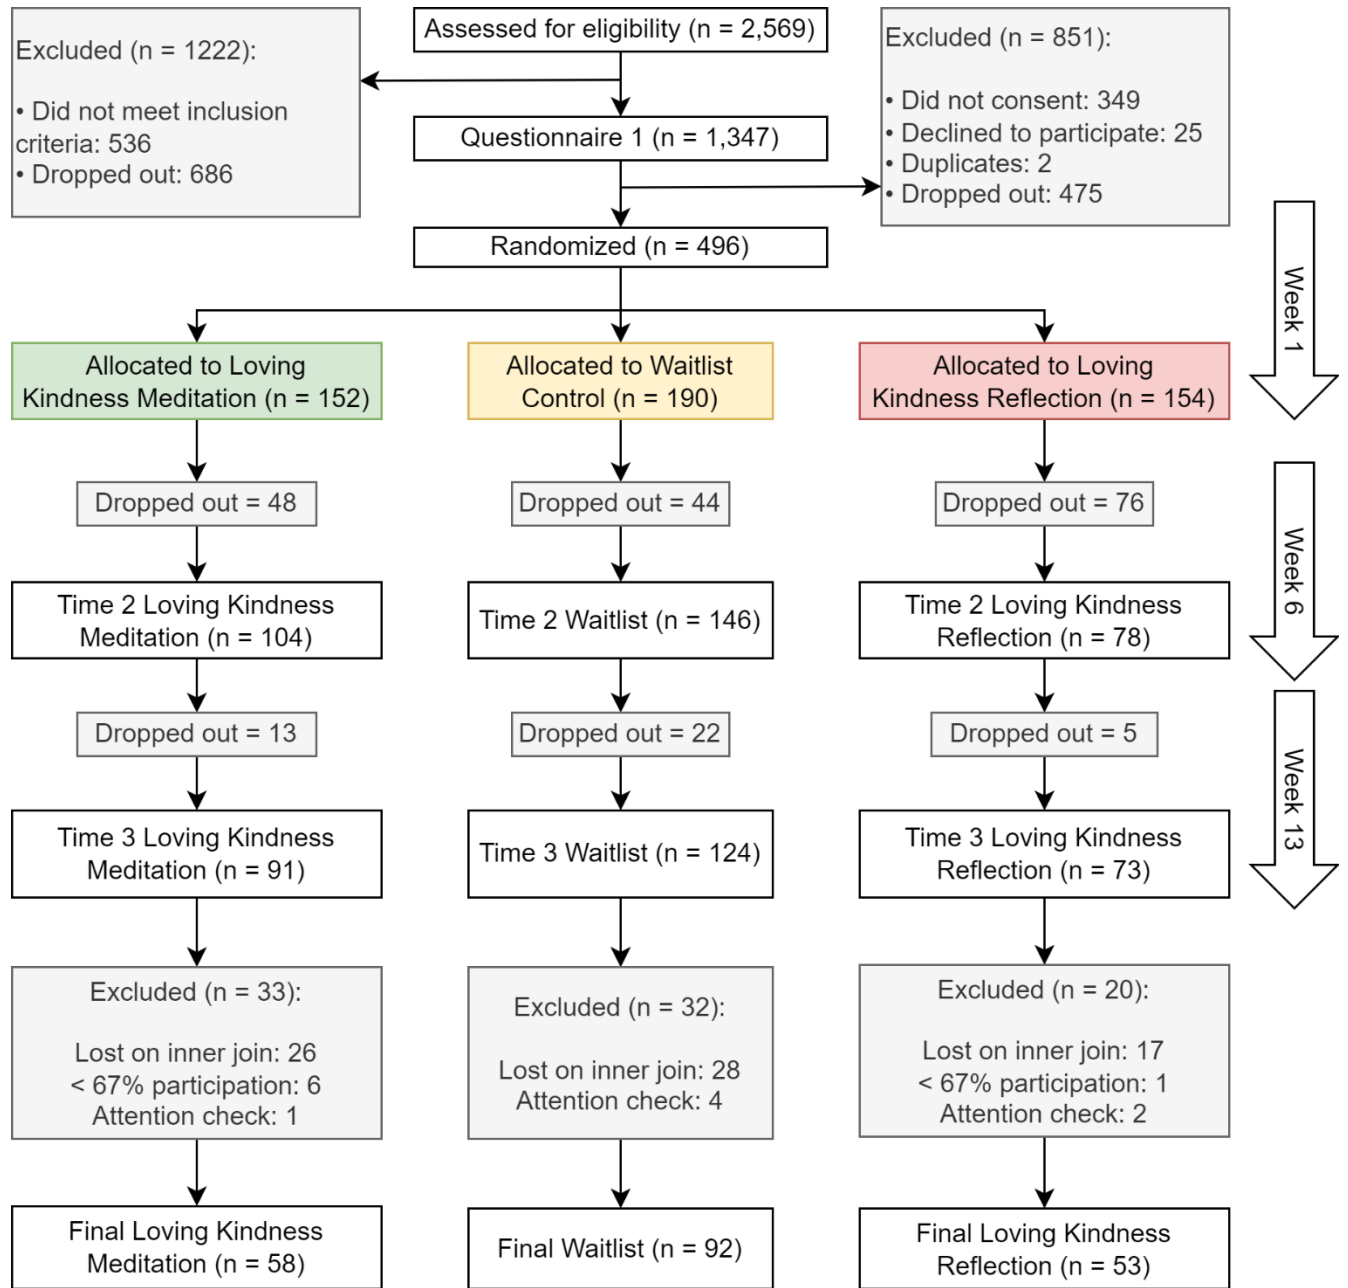 Assessed for eligibility (n = 2,569)
Excluded (n = 1222):
• Did not meet inclusion
criteria: 536
• Dropped out: 686
Excluded (n = 851):
• Did not consent: 349
• Declined to participate: 25
• Duplicates: 2
• Dropped out: 475
Questionnaire 1 (n = 1,347)
Randomized (n = 496)
Week 1
Allocated to Loving
Kindness Meditation (n = 152)
Allocated to Waitlist
Control (n = 190)
Allocated to Loving
Kindness Reflection (n = 154)
Dropped out = 48
Dropped out = 44
Dropped out = 76
Week 6
Time 2 Loving Kindness
Meditation (n = 104)
Time 2 Waitlist (n = 146)
Time 2 Loving Kindness
Reflection (n = 78)
Dropped out = 13
Dropped out = 22
Dropped out = 5
Week 13
Time 3 Loving Kindness
Meditation (n = 91)
Time 3 Waitlist (n = 124)
Time 3 Loving Kindness
Reflection (n = 73)
Excluded (n = 33):
Lost on inner join: 26
< 67% participation: 6
Attention check: 1
Excluded (n = 32):
Lost on inner join: 28
Attention check: 4
Excluded (n = 20):
Lost on inner join: 17
< 67% participation: 1
Attention check: 2
Final Loving Kindness
Meditation (n = 58)
Final Waitlist (n = 92)
Final Loving Kindness
Reflection (n = 53)